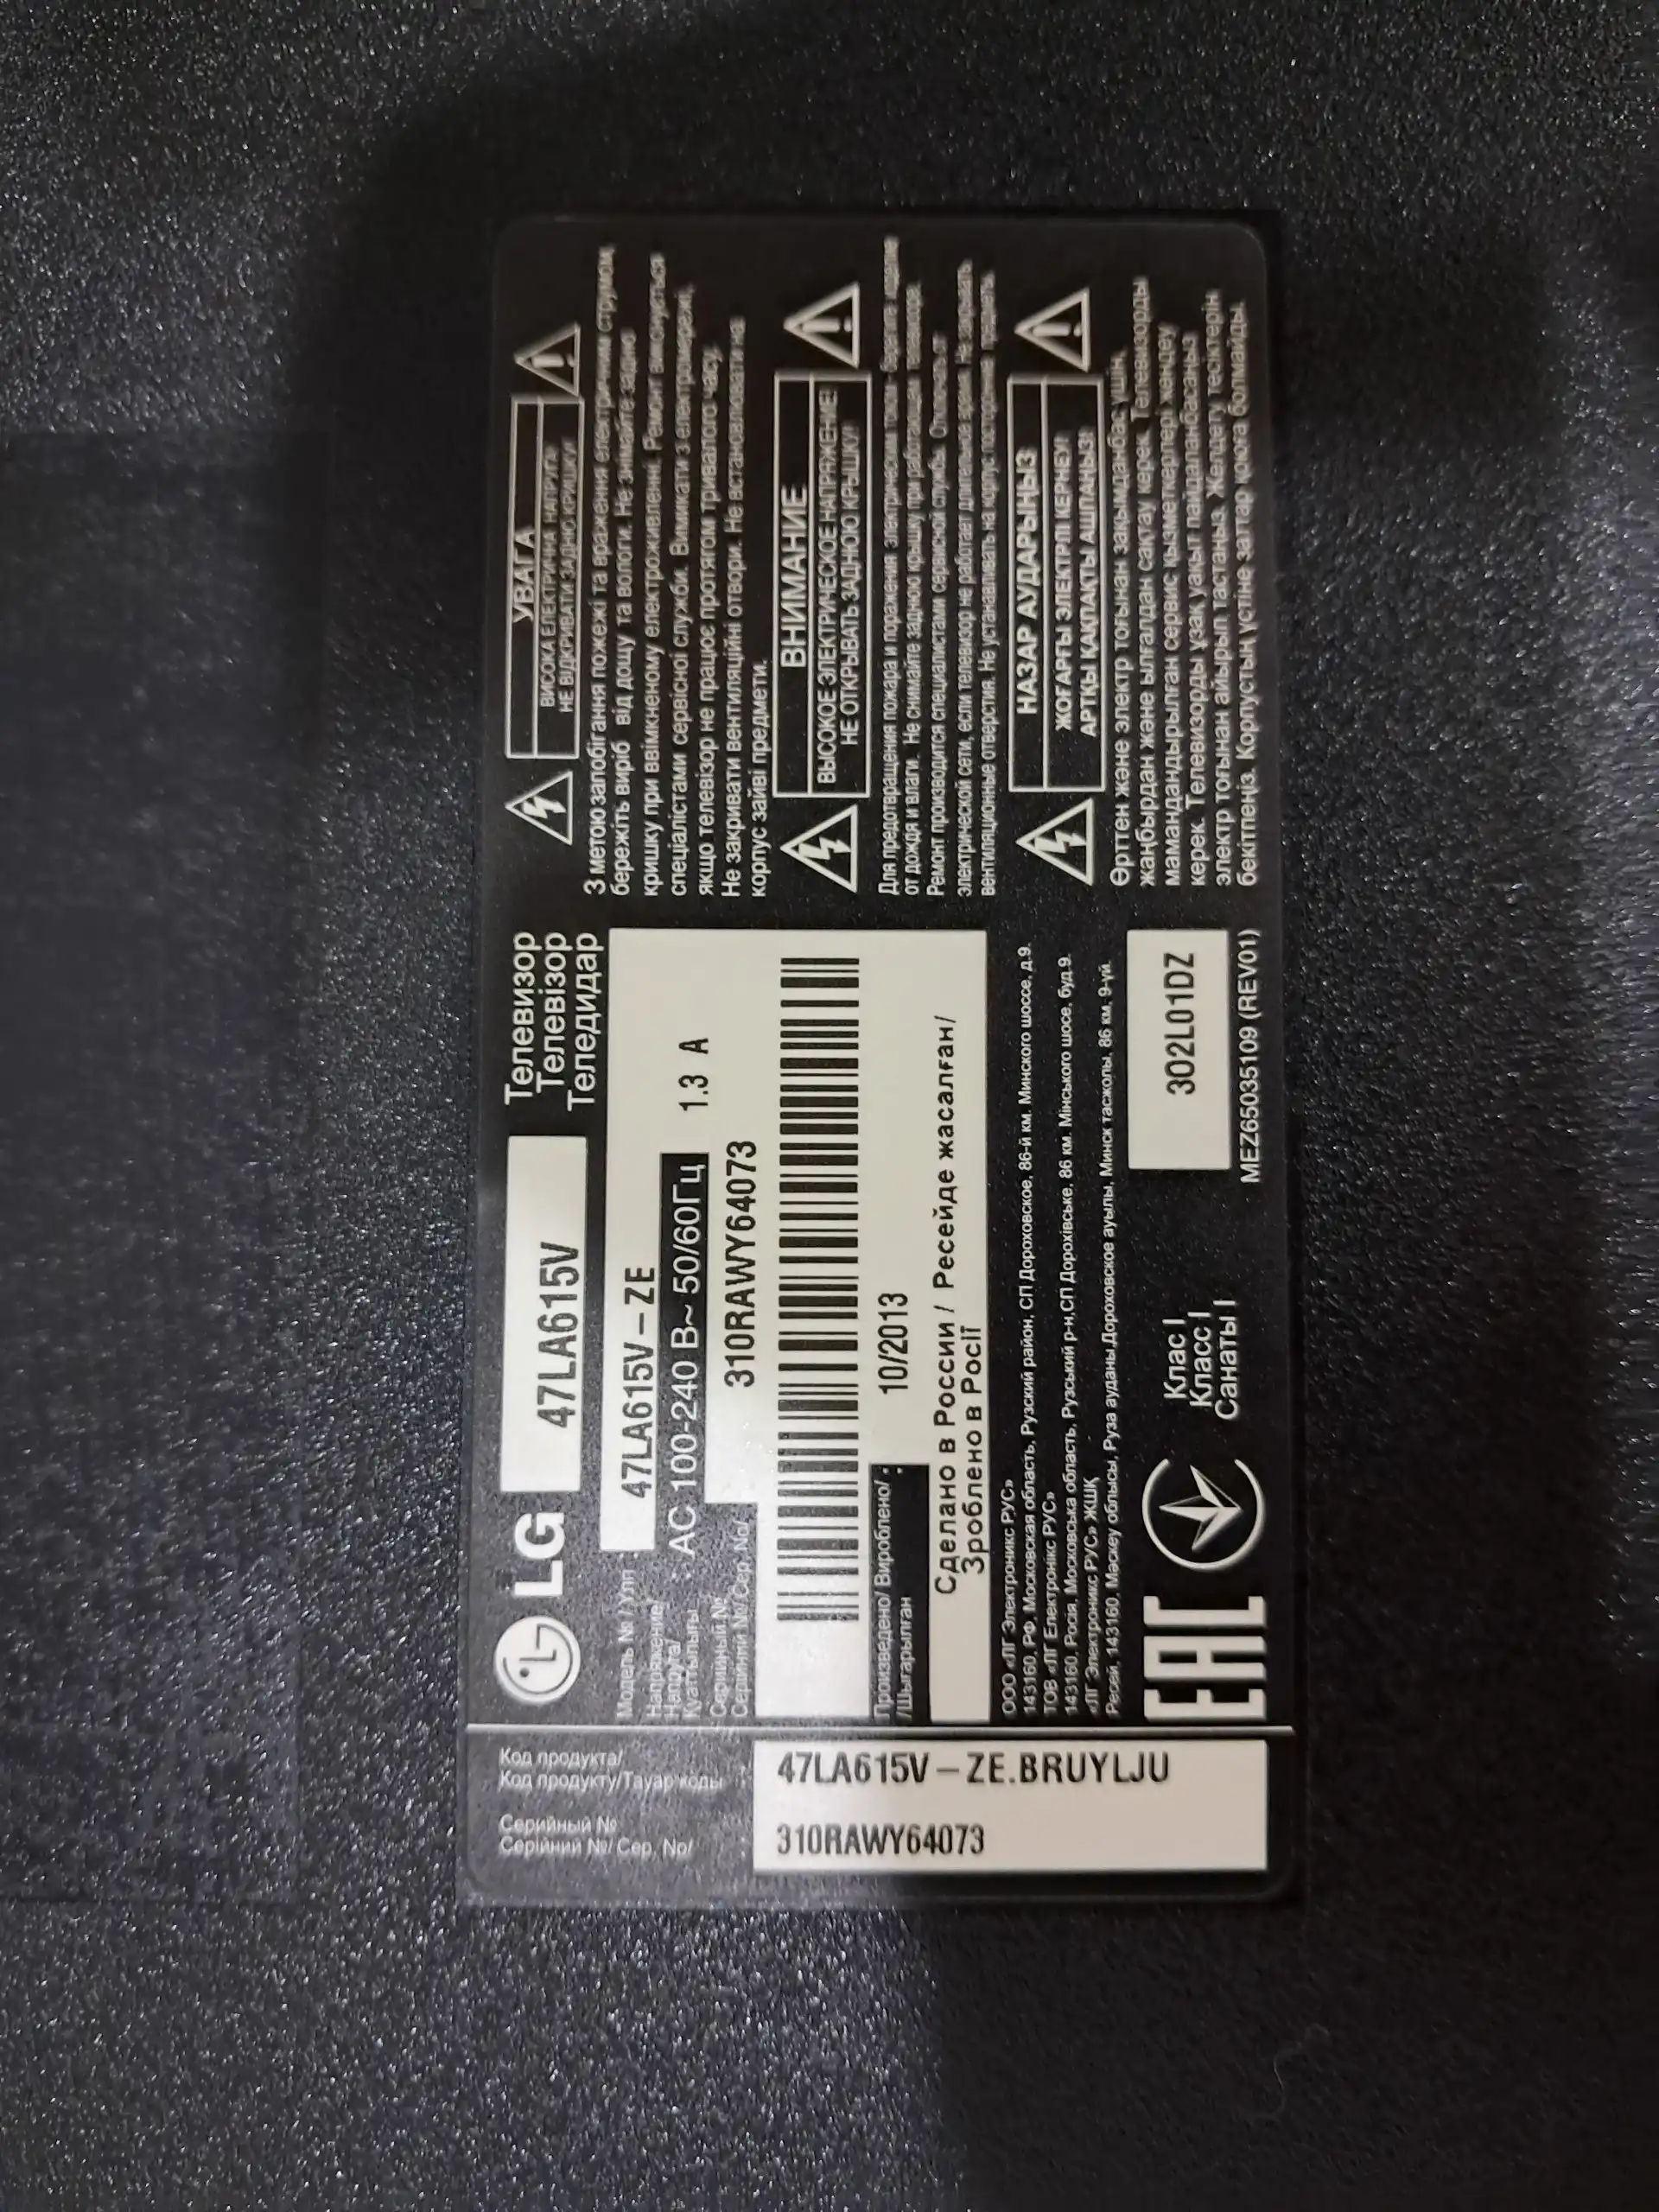 LG
47LA615V
Телевизор
Телевізор
Теледидар
Модель № / Улгі :
47LA615V-ZE
Напряжение/
Напруга/
Қуатылығы
: AC 100-240 В~ 50/60Гц
1.3 A
Серийный №
Серійний №/ Сер. No/
310RAWY64073
Произведено/ Вироблено/ :
/Шығарылған
10/2013
Сделано в России / Ресейде жасалған/
Зроблено в Росії
ООО «ЛГ Электроникс РУС»
143160, РФ, Московская область, Рузский район, СП Дороховское, 86-й км. Минского шоссе, д.9.
ТОВ «ЛГ Електронікс РУС»
143160, Росія, Московська область, Рузський р-н,СП Дорохівське, 86 км. Мінського шосе, буд.9.
«ЛГ Электроникс РУС» ЖШҚ
Ресей, 143160, Мәскеу облысы, Руза ауданы Дороховское ауылы, Минск тасжолы, 86 км, 9-үй.
EAC
Клас I
Класс I
Санаты I
302L01DZ
MEZ65035109 (REV01)
УВАГА
ВИСОКА ЕЛЕКТРИЧНА НАПРУГА!
НЕ ВІДКРИВАТИ ЗАДНЮ КРИШКУ!
З метою запобігання пожежі та враження електричним струмом,
бережіть виріб від дощу та вологи. Не знімайте задню
кришку при ввімкненому електроживленні. Ремонт виконується
спеціалістами сервісної служби. Вимикати з електромережі,
якщо телевізор не працює протягом тривалого часу.
Не закривати вентиляційні отвори. Не встановлювати на
корпус зайві предмети.
ВНИМАНИЕ
ВЫСОКОЕ ЭЛЕКТРИЧЕСКОЕ НАПРЯЖЕНИЕ!
НЕ ОТКРЫВАТЬ ЗАДНЮЮ КРЫШКУ!
Для предотвращения пожара и поражения электрическим током - берегите изделие
от дождя и влаги. Не снимайте заднюю крышку при работающем телевизоре.
Ремонт производится специалистами сервисной службы. Отключать от
электрической сети, если телевизор не работает длительное время. Не закрывать
вентиляционные отверстия. Не устанавливать на корпус посторонние предметы.
НАЗАР АУДАРЫҢЫЗ
ЖОҒАРҒЫ ЭЛЕКТРЛІ КЕРНЕУ!
АРТҚЫ ҚАҚПАҚТЫ АШПАҢЫЗ!
Өрттен және электр тоғынан зақымданбау үшін,
жаңбырдан және ылғалдан сақтау керек. Телевизорды
мамандандырылған сервис қызметкерлері жөндеу
керек. Телевизорды ұзақ уақыт пайдаланбасаңыз
электр тоғынан айырып тастаңыз. Желдету тесіктерін
бекітпеңіз. Корпустың үстіне заттар қоюға болмайды.
Код продукта/
Код продукту/Тауар коды
47LA615V-ZE.BRUYLJU
Серийный №
Серійний №/ Сер. No/
310RAWY64073